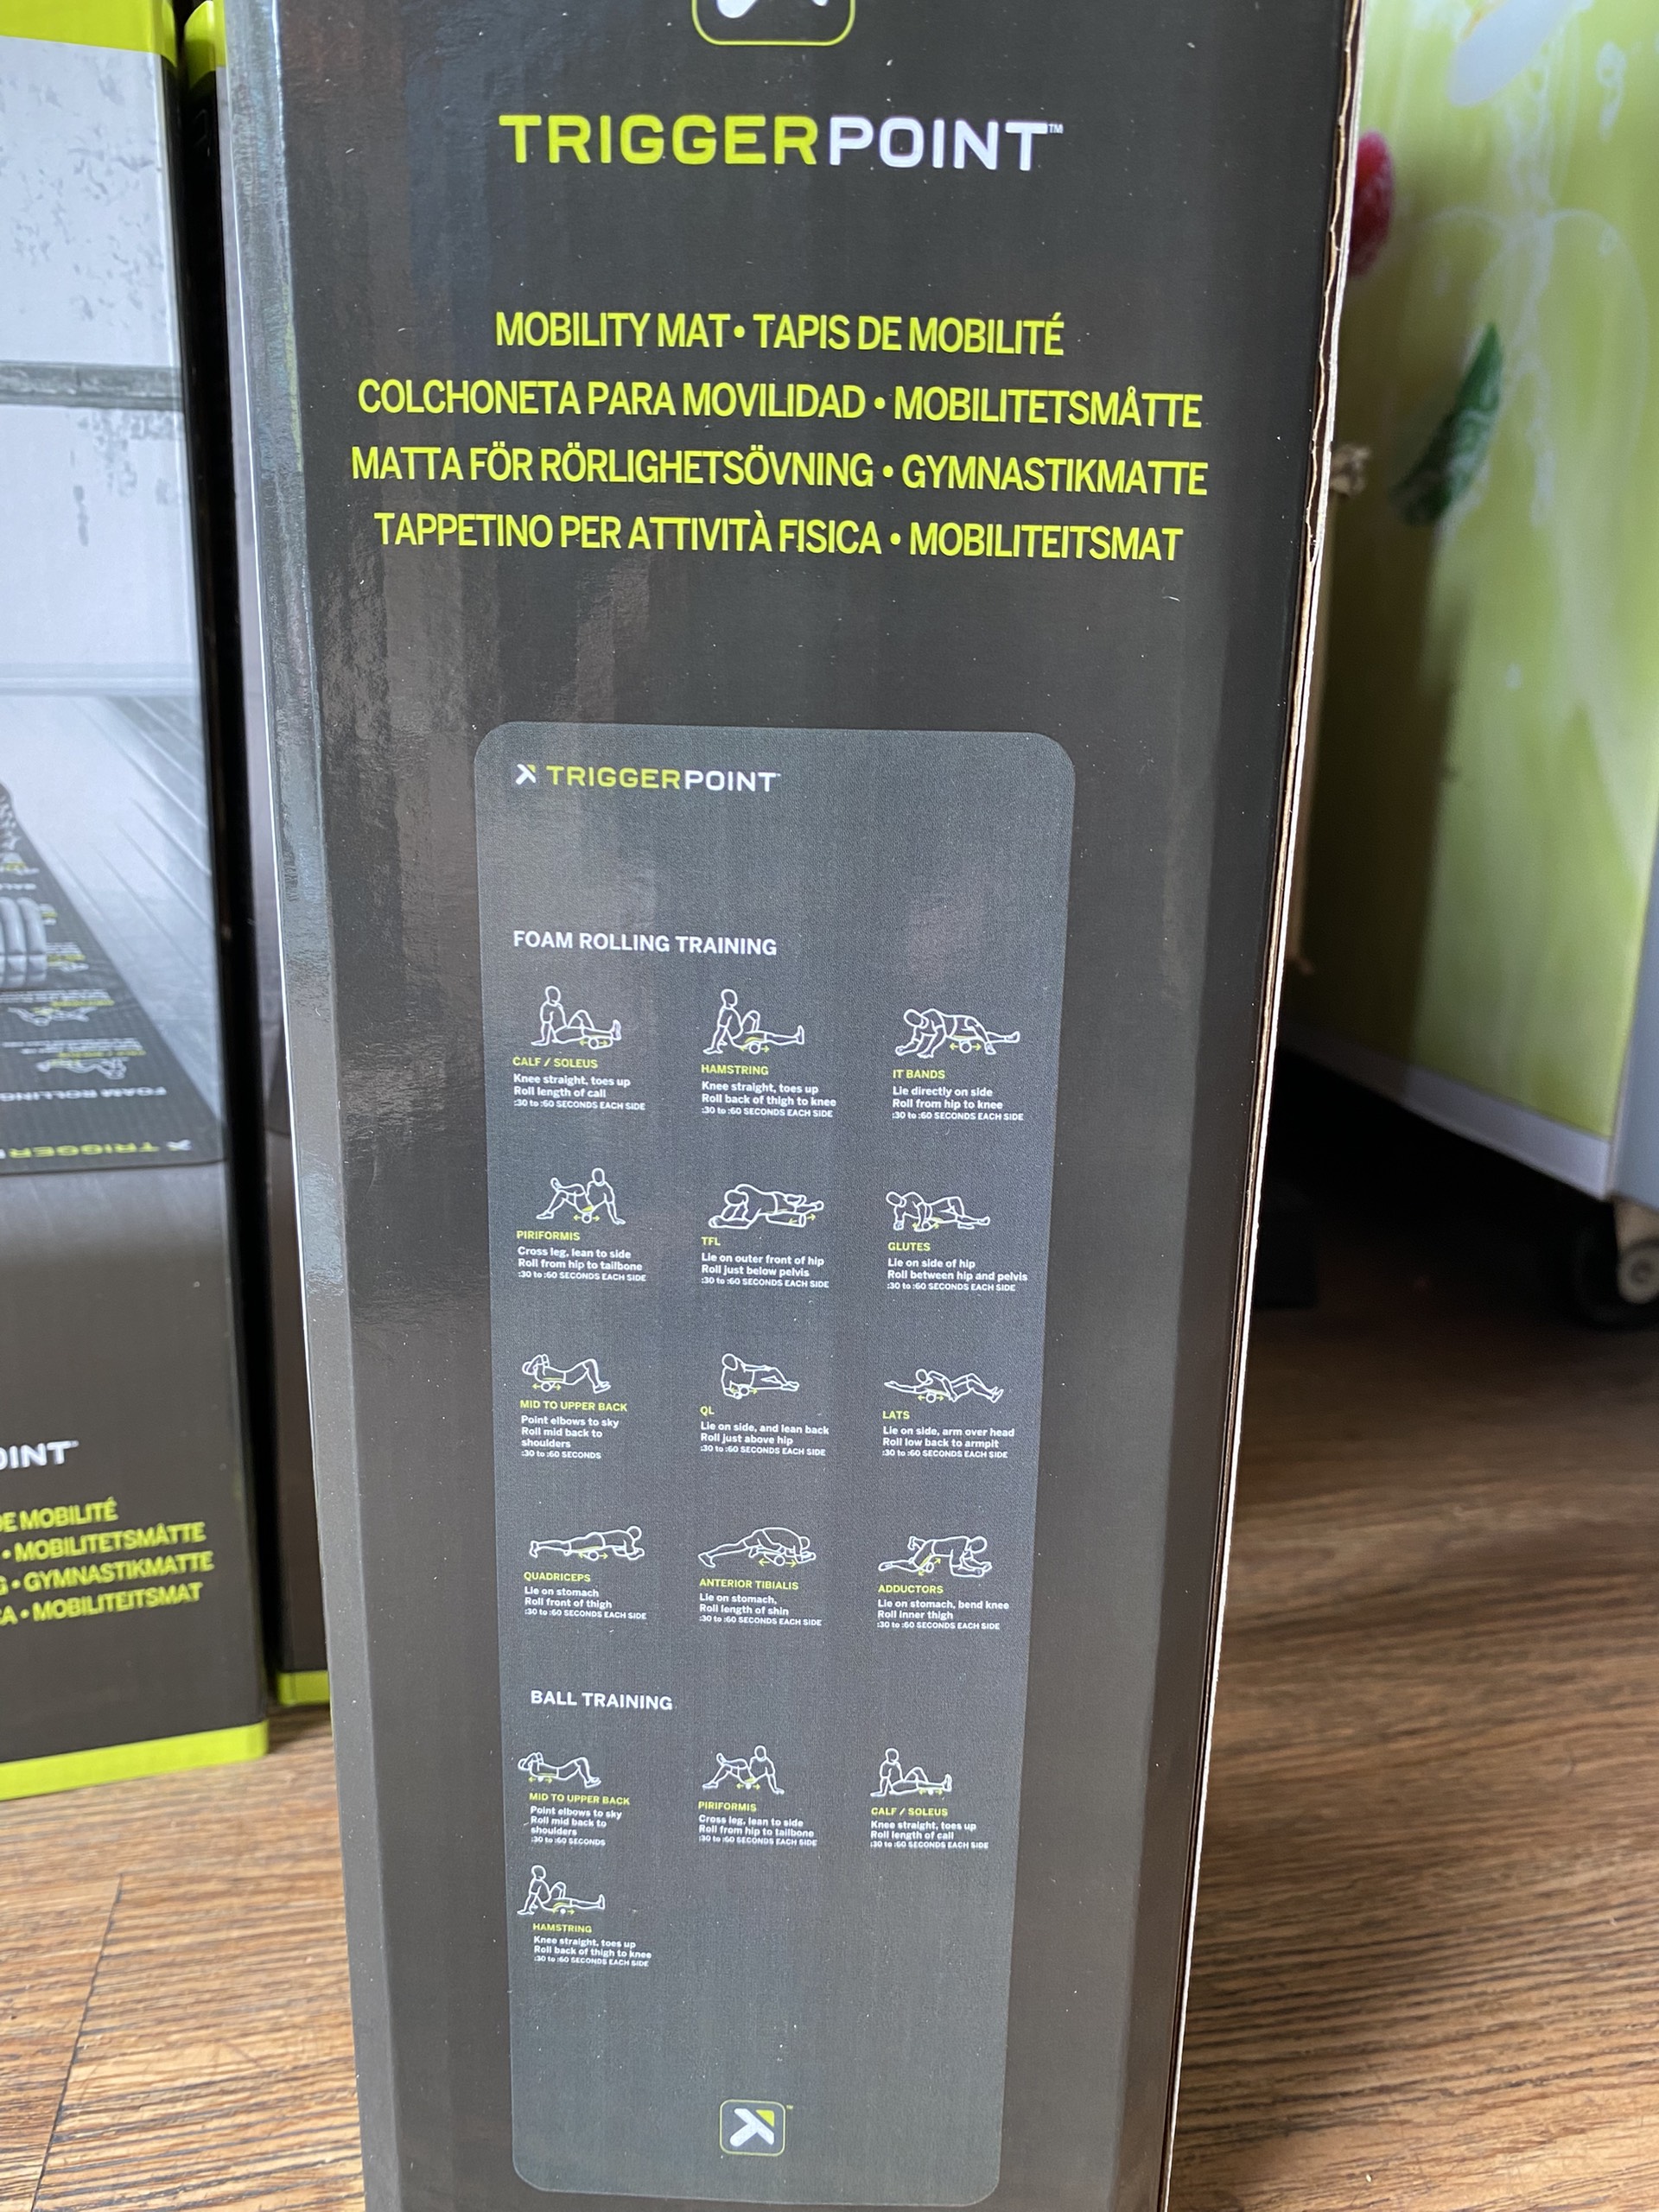 TRIGGERPOINT™
MOBILITY MAT • TAPIS DE MOBILITÉ
COLCHONETA PARA MOVILIDAD • MOBILITETSMÅTTE
MATTA FÖR RÖRLIGHETSÖVNING • GYMNASTIKMATTE
TAPPETINO PER ATTIVITÀ FISICA • MOBILITEITSMAT
TRIGGERPOINT™
FOAM ROLLING TRAINING
CALF / SOLEUS
Knee straight, toes up
Roll length of calf
:30 to :60 SECONDS EACH SIDE
HAMSTRING
Knee straight, toes up
Roll back of thigh to knee
:30 to :60 SECONDS EACH SIDE
IT BANDS
Lie directly on side
Roll from hip to knee
:30 to :60 SECONDS EACH SIDE
PIRIFORMIS
Cross leg, lean to side
Roll from hip to tailbone
:30 to :60 SECONDS EACH SIDE
TFL
Lie on outer front of hip
Roll just below pelvis
:30 to :60 SECONDS EACH SIDE
GLUTES
Lie on side of hip
Roll between hip and pelvis
:30 to :60 SECONDS EACH SIDE
MID TO UPPER BACK
Point elbows to sky
Roll mid back to
shoulders
:30 to :60 SECONDS
QL
Lie on side, and lean back
Roll just above hip
:30 to :60 SECONDS EACH SIDE
LATS
Lie on side, arm over head
Roll low back to armpit
:30 to :60 SECONDS EACH SIDE
QUADRICEPS
Lie on stomach
Roll front of thigh
:30 to :60 SECONDS EACH SIDE
ANTERIOR TIBIALIS
Lie on stomach,
Roll length of shin
:30 to :60 SECONDS EACH SIDE
ADDUCTORS
Lie on stomach, bend knee
Roll inner thigh
:30 to :60 SECONDS EACH SIDE
BALL TRAINING
MID TO UPPER BACK
Point elbows to sky
Roll mid back to
shoulders
:30 to :60 SECONDS
PIRIFORMIS
Cross leg, lean to side
Roll from hip to tailbone
:30 to :60 SECONDS EACH SIDE
CALF / SOLEUS
Knee straight, toes up
Roll length of calf
:30 to :60 SECONDS EACH SIDE
HAMSTRING
Knee straight, toes up
Roll back of thigh to knee
:30 to :60 SECONDS EACH SIDE
OINT
DE MOBILITÉ
• MOBILITETSMÅTTE
G • GYMNASTIKMATTE
CA • MOBILITEITSMAT
FOAM ROLLING
TRIGGER